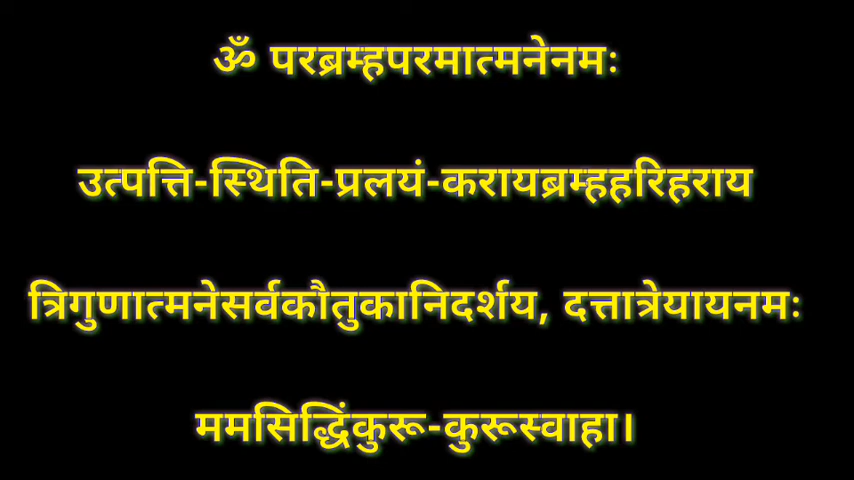 ॐ परब्रम्हपरमात्मनेनमः
उत्पत्ति-स्थिति-प्रलयं-करायब्रम्हहरिहराय
त्रिगुणात्मनेसर्वकौतुकानिदर्शय, दत्तात्रेयायनमः
ममसिद्धिंकुरू-कुरूस्वाहा।